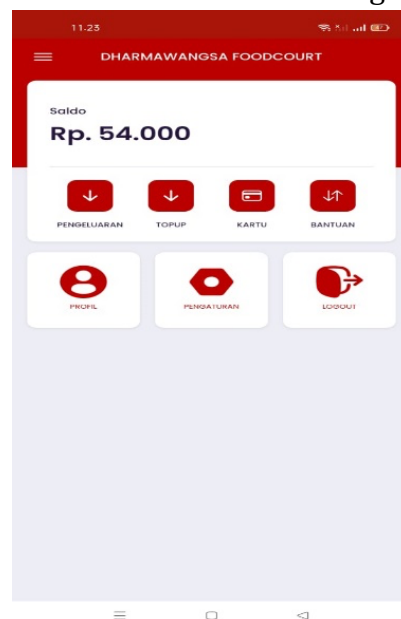 11.23
DHARMAWANGSA FOODCOURT
Saldo
Rp. 54.000
PENGELUARAN TOPUP KARTU BANTUAN
PROFIL PENGATURAN LOGOUT